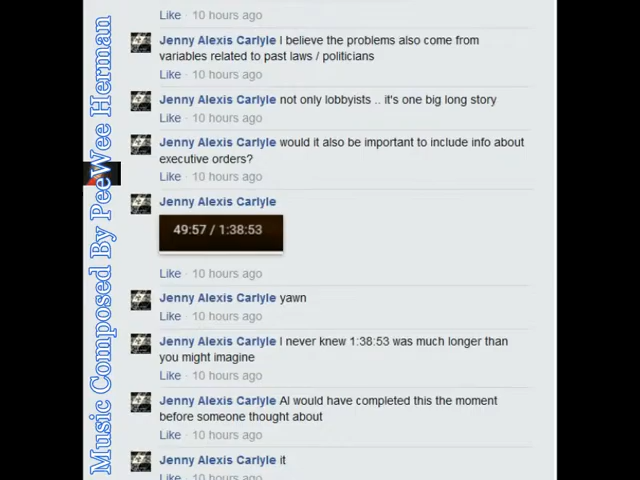 Like · 10 hours ago
Jenny Alexis Carlyle I believe the problems also come from
variables related to past laws / politicians
Like · 10 hours ago
Jenny Alexis Carlyle not only lobbyists .. it's one big long story
Like · 10 hours ago
Jenny Alexis Carlyle would it also be important to include info about
executive orders?
Like · 10 hours ago
Jenny Alexis Carlyle
49:57 / 1:38:53
Like · 10 hours ago
Jenny Alexis Carlyle yawn
Like · 10 hours ago
Jenny Alexis Carlyle I never knew 1:38:53 was much longer than
you might imagine
Like · 10 hours ago
Jenny Alexis Carlyle AI would have completed this the moment
before someone thought about
Like · 10 hours ago
Jenny Alexis Carlyle it
Like · 10 hours ago
Music Composed By PeeWee Herman